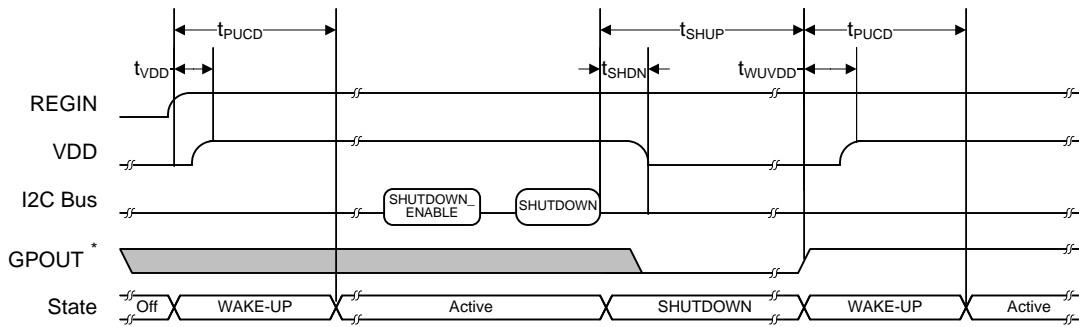 tPUCD tSHUP tPUCD
tVDD tSHDN tWUVDD
REGIN
VDD
I2C Bus SHUTDOWN_ SHUTDOWN
ENABLE
GPOUT *
State Off WAKE-UP Active SHUTDOWN WAKE-UP Active